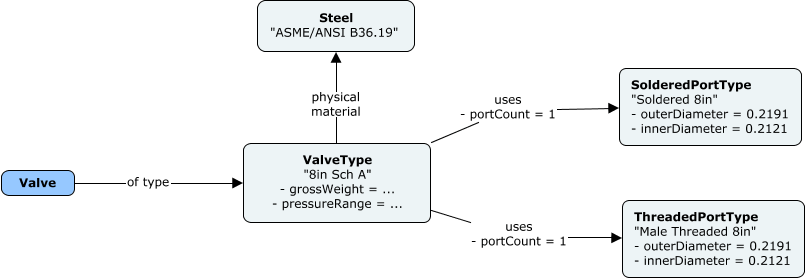 Steel
"ASME/ANSI B36.19"
physical
material
uses
- portCount = 1
SolderedPortType
"Soldered 8in"
- outerDiameter = 0.2191
- innerDiameter = 0.2121
Valve
of type
ValveType
"8in Sch A"
- grossWeight = ...
- pressureRange = ...
uses
- portCount = 1
ThreadedPortType
"Male Threaded 8in"
- outerDiameter = 0.2191
- innerDiameter = 0.2121